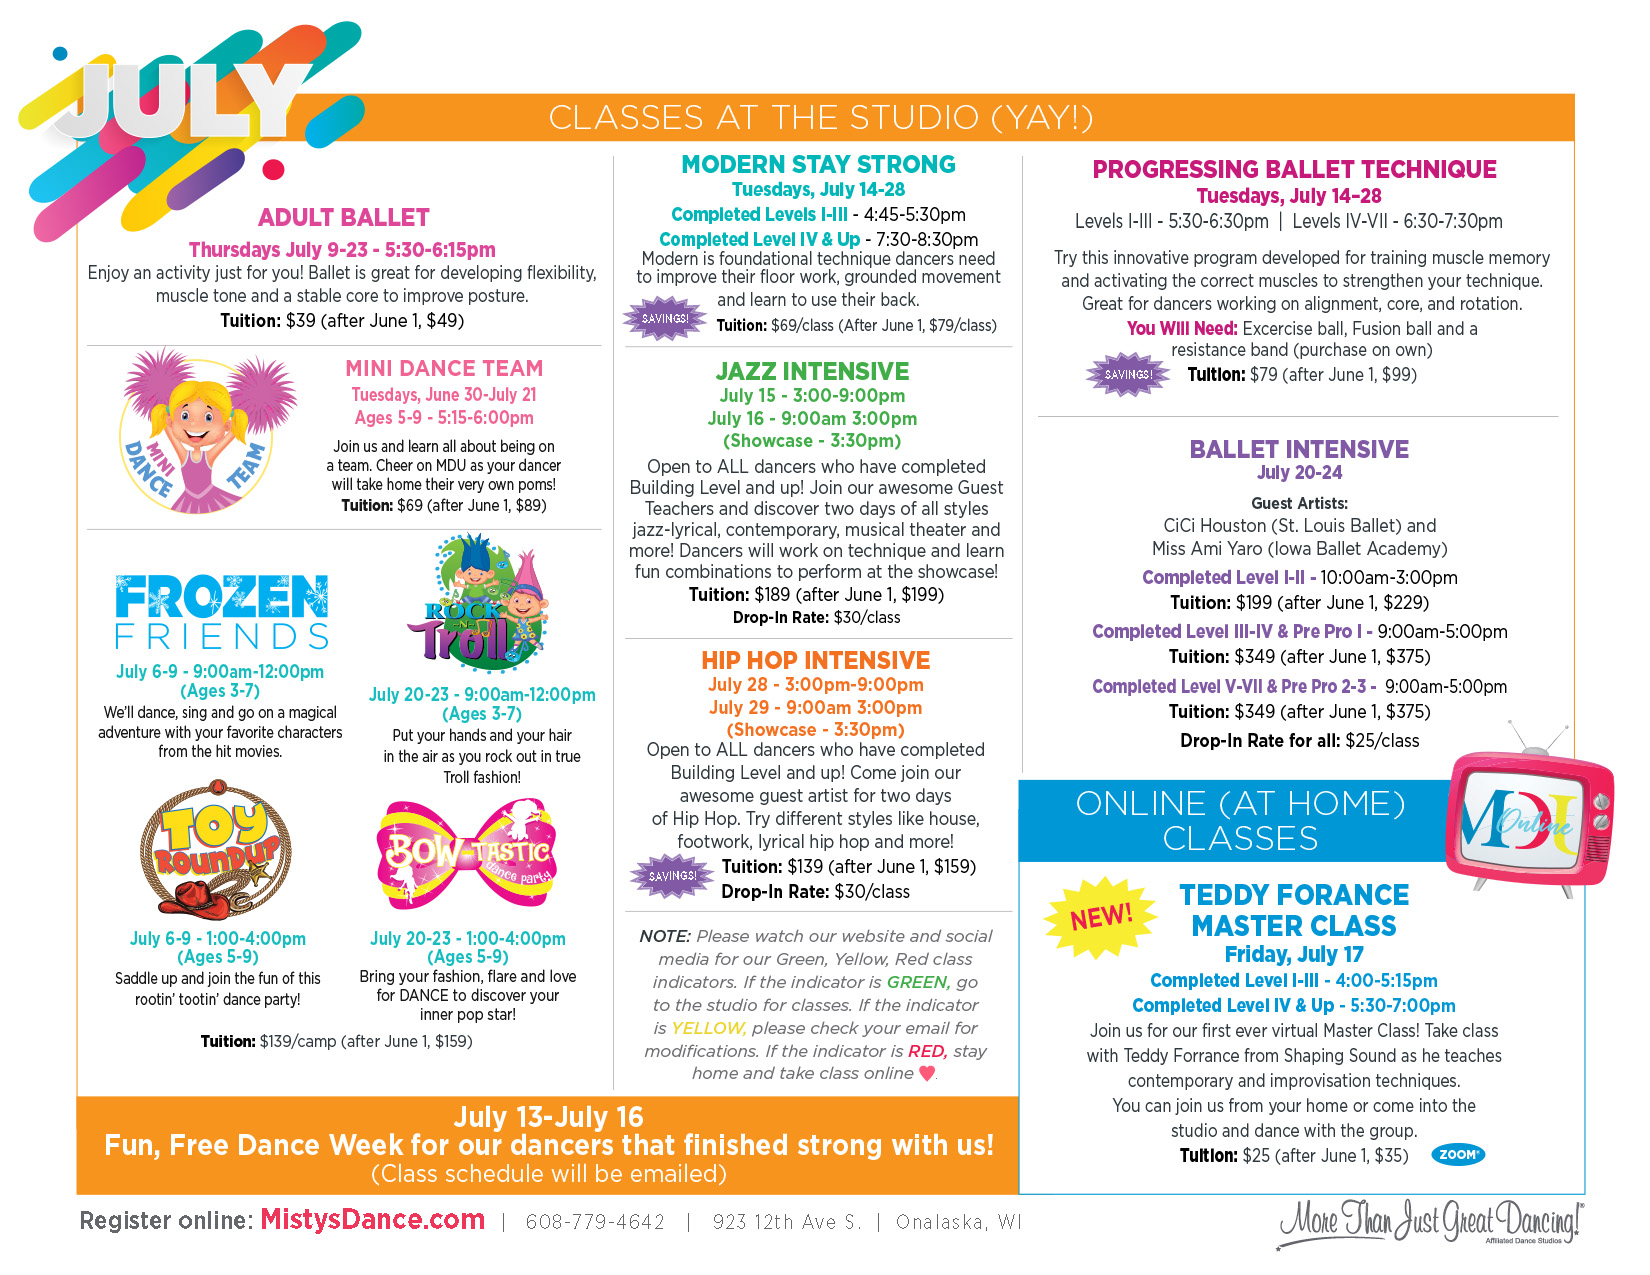 JULY
CLASSES AT THE STUDIO (YAY!)
ADULT BALLET
Thursdays July 9-23 - 5:30-6:15pm
Enjoy an activity just for you! Ballet is great for developing flexibility,
muscle tone and a stable core to improve posture.
Tuition: $39 (after June 1, $49)
MINI DANCE TEAM
MINI DANCE TEAM
Tuesdays, June 30-July 21
Ages 5-9 - 5:15-6:00pm
Join us and learn all about being on
a team. Cheer on MDU as your dancer
will take home their very own poms!
Tuition: $69 (after June 1, $89)
FROZEN
FRIENDS
July 6-9 - 9:00am-12:00pm
(Ages 3-7)
We'll dance, sing and go on a magical
adventure with your favorite characters
from the hit movies.
ROCK
-N-
Troll
July 20-23 - 9:00am-12:00pm
(Ages 3-7)
Put your hands and your hair
in the air as you rock out in true
Troll fashion!
TOY
ROUNDUP
July 6-9 - 1:00-4:00pm
(Ages 5-9)
Saddle up and join the fun of this
rootin' tootin' dance party!
BOW-TASTIC
dance party
July 20-23 - 1:00-4:00pm
(Ages 5-9)
Bring your fashion, flare and love
for DANCE to discover your
inner pop star!
Tuition: $139/camp (after June 1, $159)
MODERN STAY STRONG
Tuesdays, July 14-28
Completed Levels I-III - 4:45-5:30pm
Completed Level IV & Up - 7:30-8:30pm
Modern is foundational technique dancers need
to improve their floor work, grounded movement
and learn to use their back.
SAVINGS!
Tuition: $69/class (After June 1, $79/class)
JAZZ INTENSIVE
July 15 - 3:00-9:00pm
July 16 - 9:00am 3:00pm
(Showcase - 3:30pm)
Open to ALL dancers who have completed
Building Level and up! Join our awesome Guest
Teachers and discover two days of all styles
jazz-lyrical, contemporary, musical theater and
more! Dancers will work on technique and learn
fun combinations to perform at the showcase!
Tuition: $189 (after June 1, $199)
Drop-In Rate: $30/class
HIP HOP INTENSIVE
July 28 - 3:00pm-9:00pm
July 29 - 9:00am 3:00pm
(Showcase - 3:30pm)
Open to ALL dancers who have completed
Building Level and up! Come join our
awesome guest artist for two days
of Hip Hop. Try different styles like house,
footwork, lyrical hip hop and more!
SAVINGS!
Tuition: $139 (after June 1, $159)
Drop-In Rate: $30/class
NOTE: Please watch our website and social
media for our Green, Yellow, Red class
indicators. If the indicator is GREEN, go
to the studio for classes. If the indicator
is YELLOW, please check your email for
modifications. If the indicator is RED, stay
home and take class online ♥.
PROGRESSING BALLET TECHNIQUE
Tuesdays, July 14–28
Levels I-III - 5:30-6:30pm | Levels IV-VII - 6:30-7:30pm
Try this innovative program developed for training muscle memory
and activating the correct muscles to strengthen your technique.
Great for dancers working on alignment, core, and rotation.
You Will Need: Excercise ball, Fusion ball and a
resistance band (purchase on own)
SAVINGS!
Tuition: $79 (after June 1, $99)
BALLET INTENSIVE
July 20-24
Guest Artists:
CiCi Houston (St. Louis Ballet) and
Miss Ami Yaro (Iowa Ballet Academy)
Completed Level I-II - 10:00am-3:00pm
Tuition: $199 (after June 1, $229)
Completed Level III-IV & Pre Pro I - 9:00am-5:00pm
Tuition: $349 (after June 1, $375)
Completed Level V-VII & Pre Pro 2-3 - 9:00am-5:00pm
Tuition: $349 (after June 1, $375)
Drop-In Rate for all: $25/class
ONLINE (AT HOME)
CLASSES
MDU
Online
NEW!
TEDDY FORANCE
MASTER CLASS
Friday, July 17
Completed Level I-III - 4:00-5:15pm
Completed Level IV & Up - 5:30-7:00pm
Join us for our first ever virtual Master Class! Take class
with Teddy Forrance from Shaping Sound as he teaches
contemporary and improvisation techniques.
You can join us from your home or come into the
studio and dance with the group.
Tuition: $25 (after June 1, $35)
ZOOM
July 13-July 16
Fun, Free Dance Week for our dancers that finished strong with us!
(Class schedule will be emailed)
Register online: MistysDance.com | 608-779-4642 | 923 12th Ave S. | Onalaska, WI
More Than Just Great Dancing!®
Affiliated Dance Studios